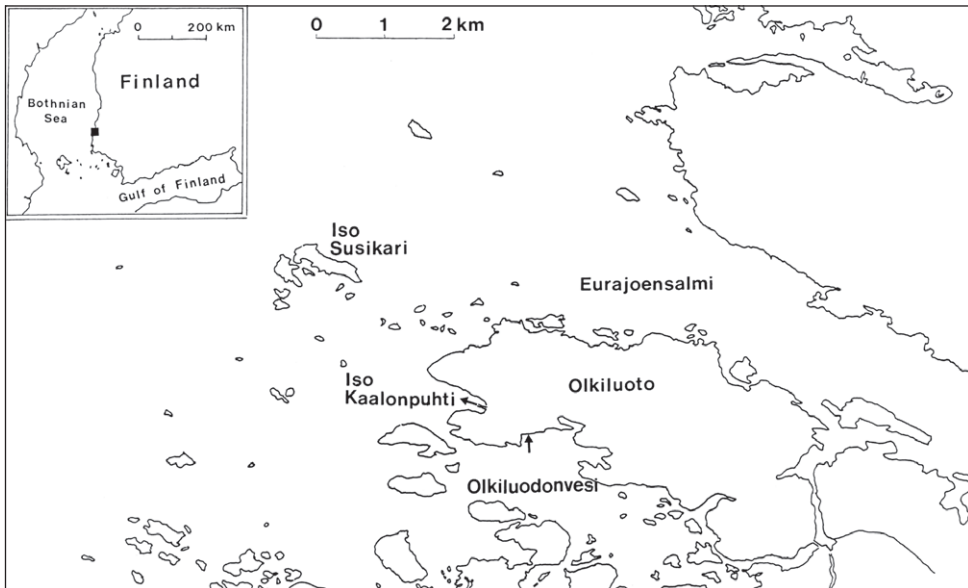 0 200 km
Finland
Bothnian
Sea
Gulf of Finland
0 1 2 km
Iso
Susikari
Eurajoensalmi
Iso
Kaalonpuhti
Olkiluoto
Olkiluodonvesi